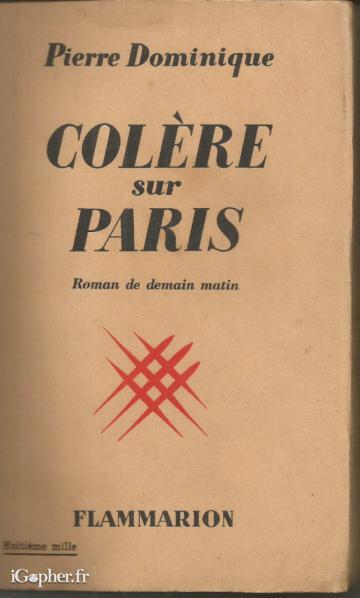 Pierre Dominique
COLÈRE
sur
PARIS
Roman de demain matin
FLAMMARION
Huitième mille
iGopher.fr